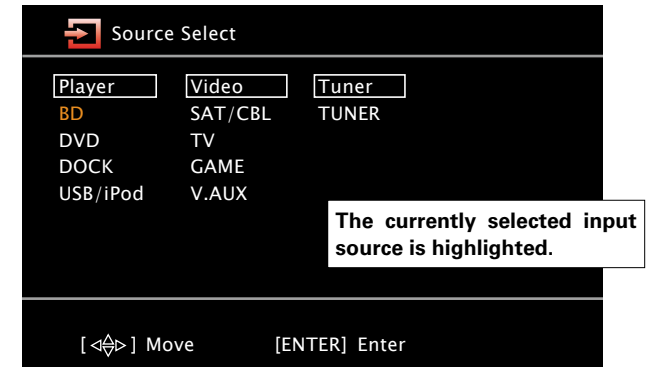 Source Select
Player Video Tuner
BD SAT/CBL TUNER
DVD TV
DOCK GAME
USB/iPod V.AUX
The currently selected input
source is highlighted.
[◁△▽▷] Move [ENTER] Enter